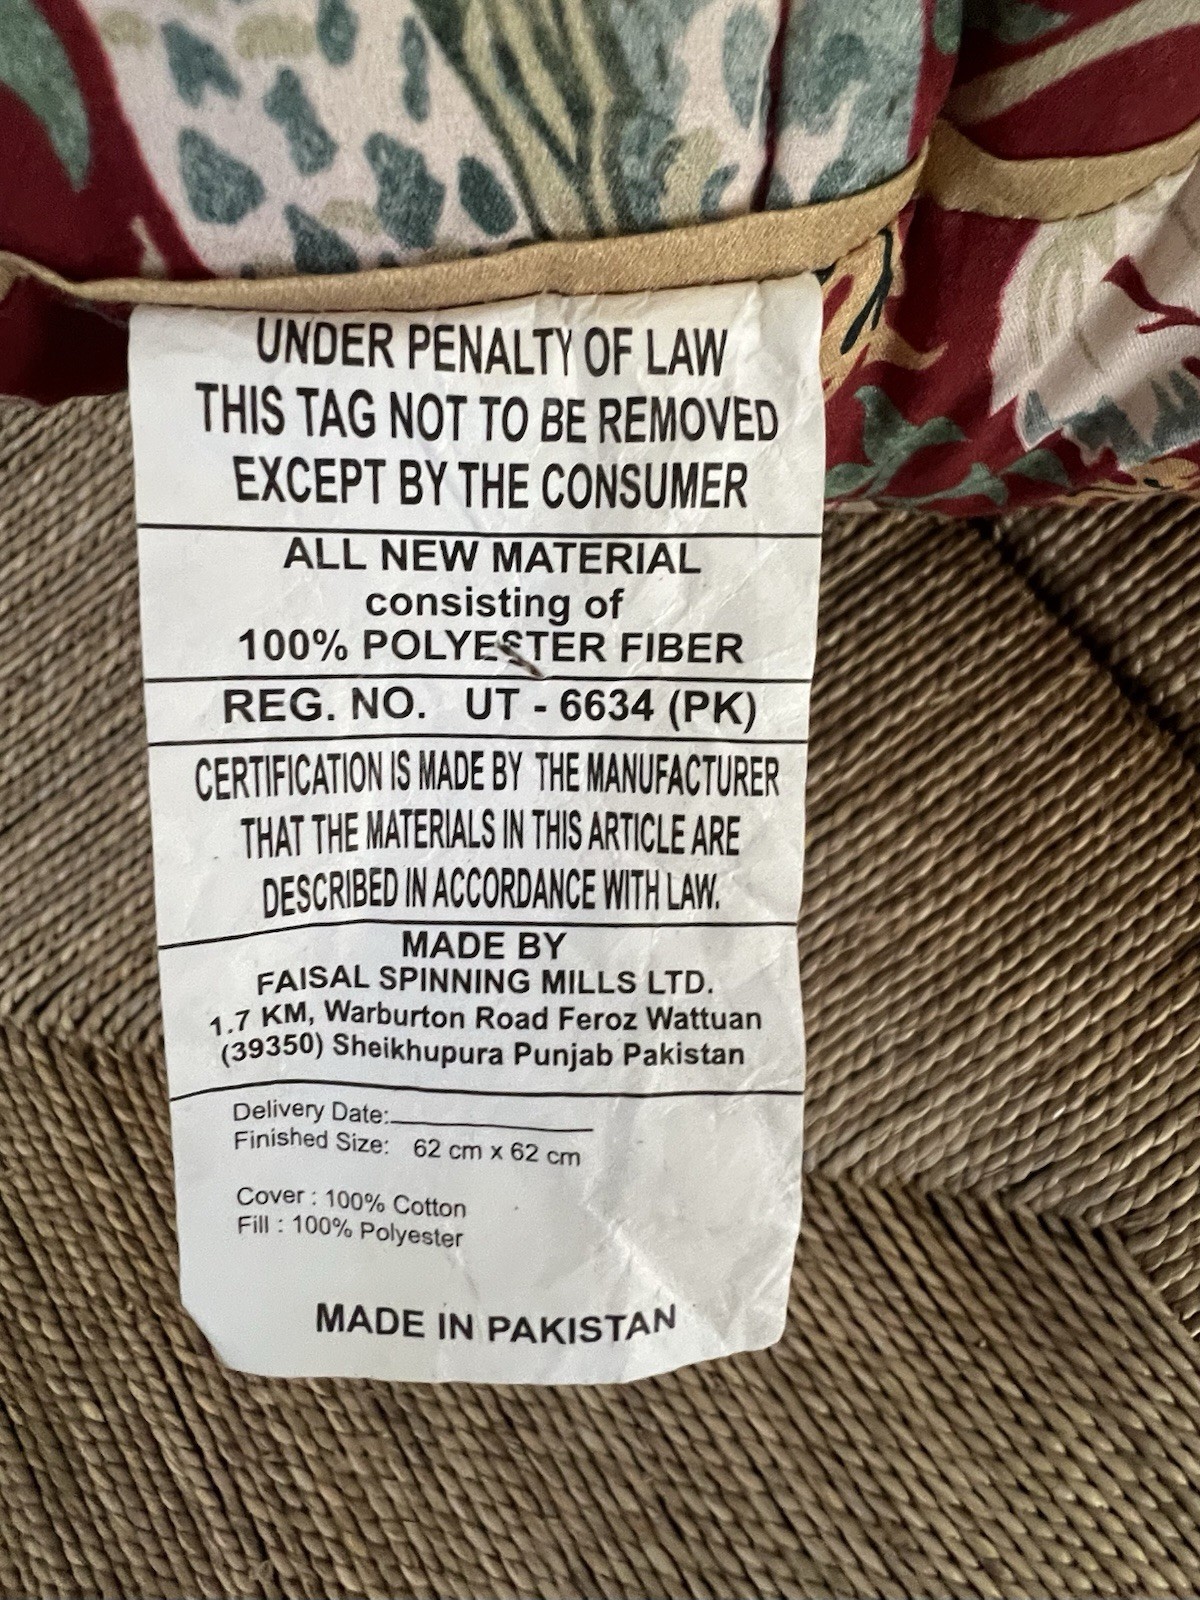 UNDER PENALTY OF LAW
THIS TAG NOT TO BE REMOVED
EXCEPT BY THE CONSUMER
ALL NEW MATERIAL
consisting of
100% POLYESTER FIBER
REG. NO. UT - 6634 (PK)
CERTIFICATION IS MADE BY THE MANUFACTURER
THAT THE MATERIALS IN THIS ARTICLE ARE
DESCRIBED IN ACCORDANCE WITH LAW.
MADE BY
FAISAL SPINNING MILLS LTD.
1.7 KM, Warburton Road Feroz Wattuan
(39350) Sheikhupura Punjab Pakistan
Delivery Date:
Finished Size: 62 cm x 62 cm
Cover : 100% Cotton
Fill : 100% Polyester
MADE IN PAKISTAN